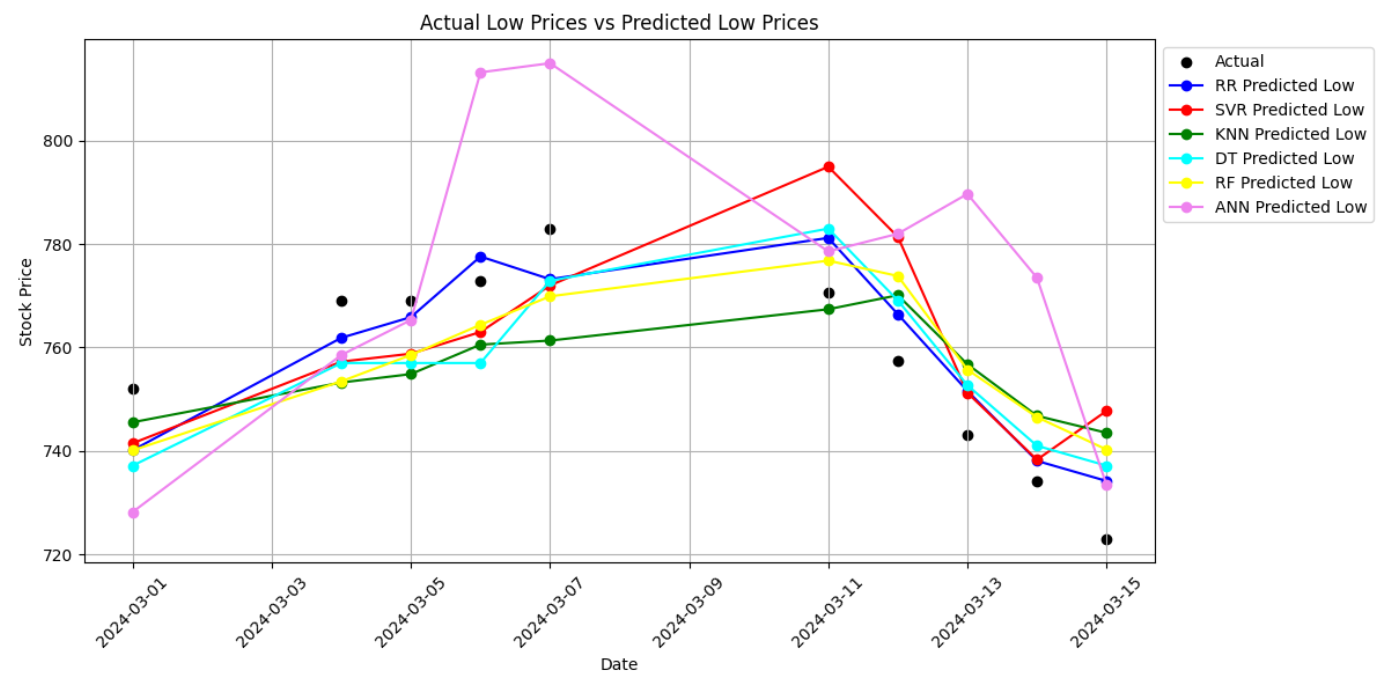 Actual Low Prices vs Predicted Low Prices
Stock Price
800
780
760
740
720
2024-03-01
2024-03-03
2024-03-05
2024-03-07
2024-03-09
2024-03-11
2024-03-13
2024-03-15
Date
Actual
RR Predicted Low
SVR Predicted Low
KNN Predicted Low
DT Predicted Low
RF Predicted Low
ANN Predicted Low